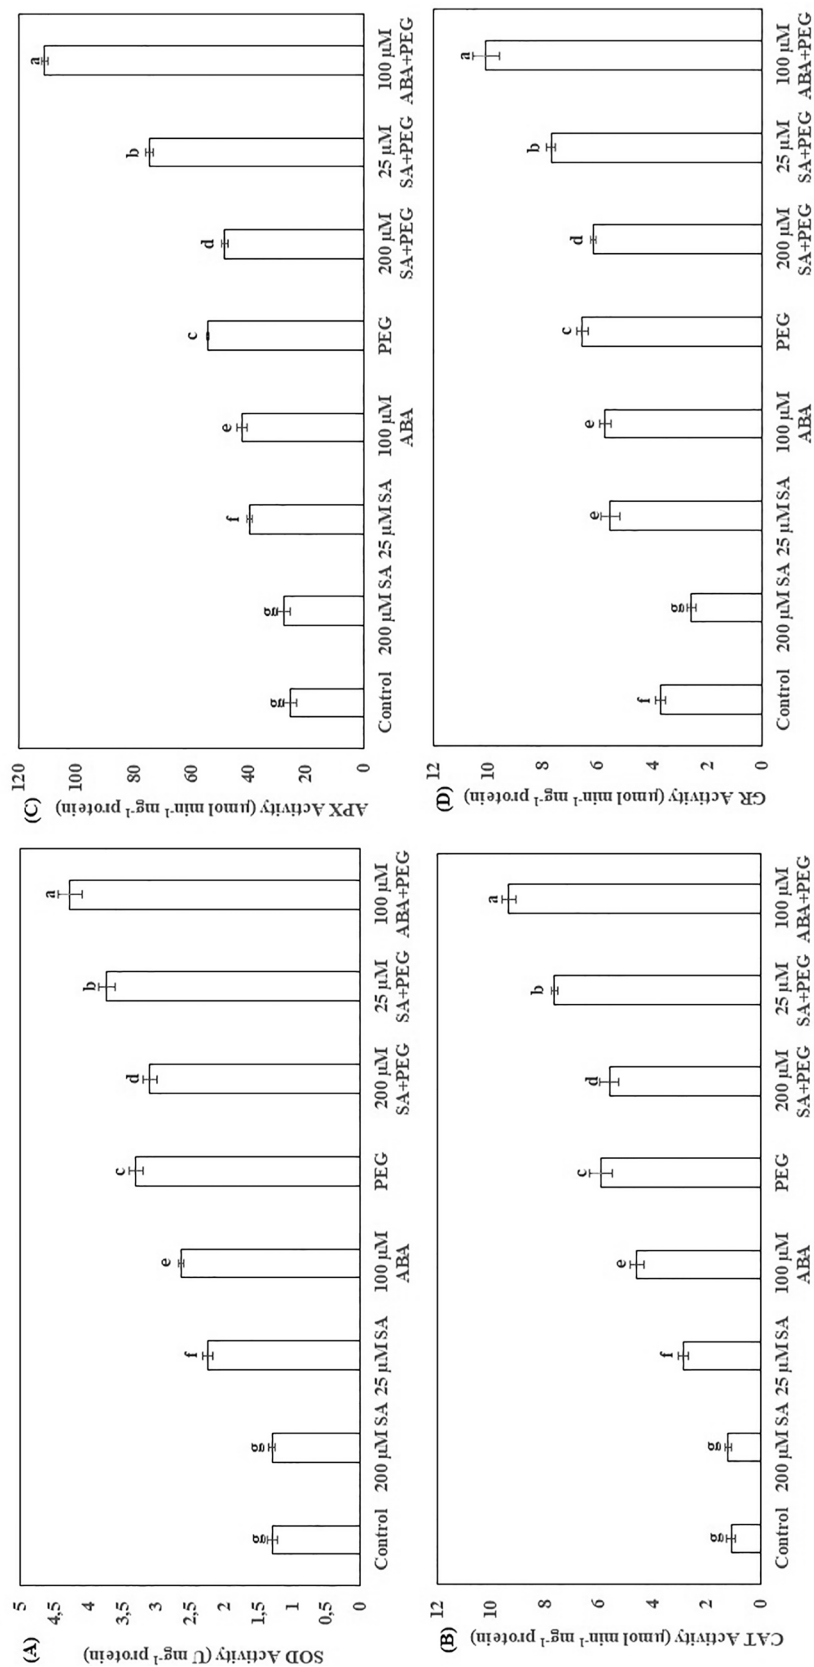 (A)
SOD Activity (U mg-1 protein)
5
4,5
4
3,5
3
2,5
2
1,5
1
0,5
0
g
g
f
e
c
d
b
a
Control
200 µM SA
25 µM SA
100 µM
ABA
PEG
200 µM
SA+PEG
25 µM
SA+PEG
100 µM
ABA+PEG
(B)
CAT Activity (µmol min-1 mg-1 protein)
12
10
8
6
4
2
0
g
g
f
e
c
d
b
a
Control
200 µM SA
25 µM SA
100 µM
ABA
PEG
200 µM
SA+PEG
25 µM
SA+PEG
100 µM
ABA+PEG
(C)
APX Activity (µmol min-1 mg-1 protein)
120
100
80
60
40
20
0
g
g
f
e
c
d
b
a
Control
200 µM SA
25 µM SA
100 µM
ABA
PEG
200 µM
SA+PEG
25 µM
SA+PEG
100 µM
ABA+PEG
(D)
GR Activity (µmol min-1 mg-1 protein)
12
10
8
6
4
2
0
f
g
e
e
c
d
b
a
Control
200 µM SA
25 µM SA
100 µM
ABA
PEG
200 µM
SA+PEG
25 µM
SA+PEG
100 µM
ABA+PEG